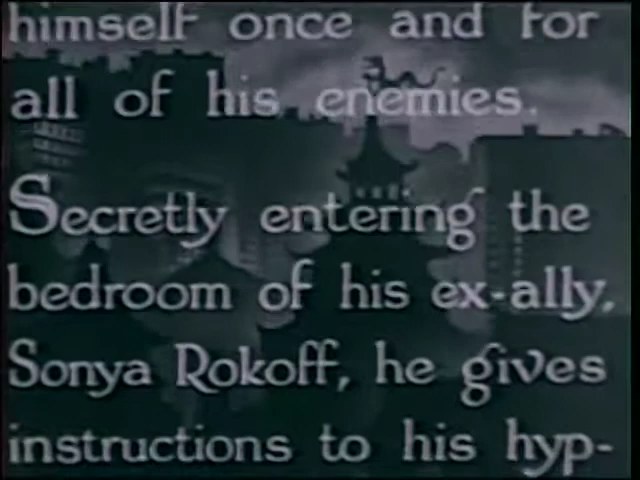 himself once and for
all of his enemies.
Secretly entering the
bedroom of his ex-ally,
Sonya Rokoff, he gives
instructions to his hyp-